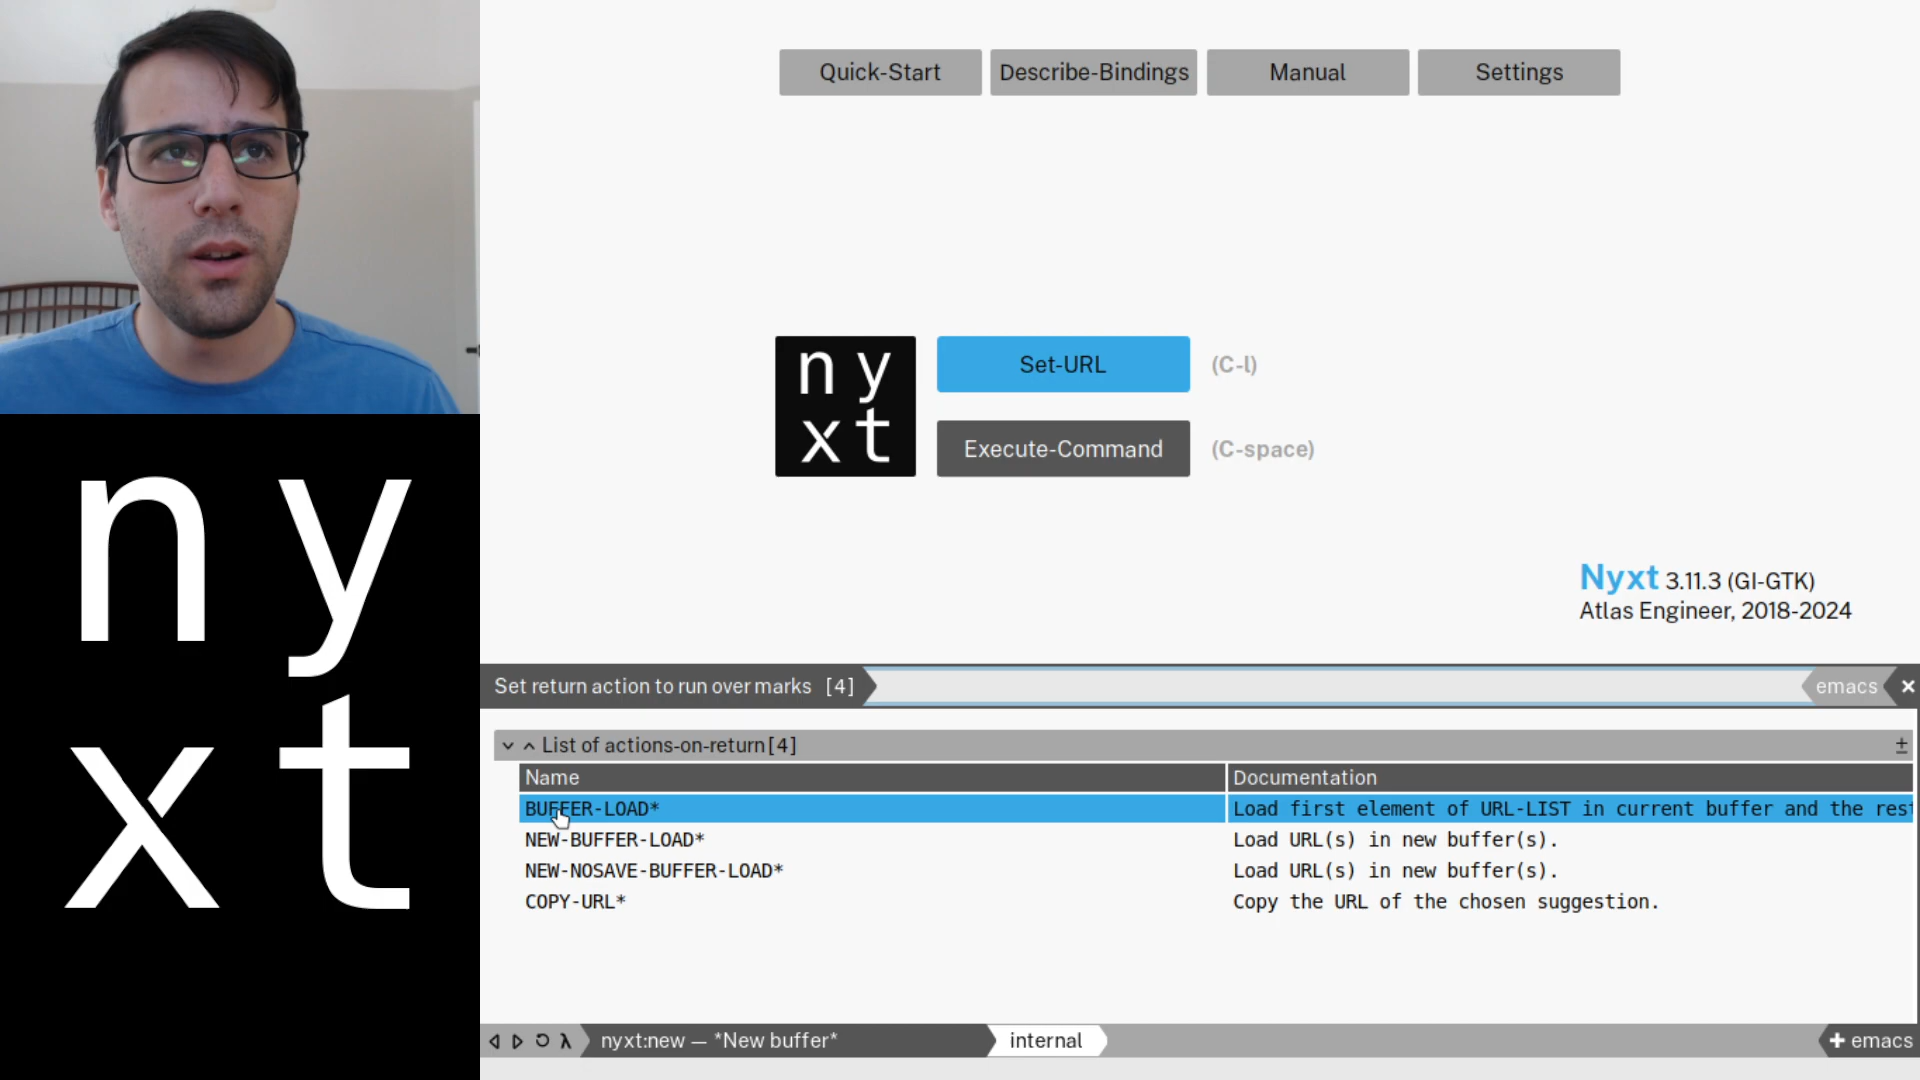 n y
x t
Quick-Start Describe-Bindings Manual Settings
n y
x t
Set-URL (C-l)
Execute-Command (C-space)
Nyxt 3.11.3 (GI-GTK)
Atlas Engineer, 2018-2024
Set return action to run over marks [4] emacs ×
List of actions-on-return[4] ±
Name Documentation
BUFFER-LOAD* Load first element of URL-LIST in current buffer and the rest
NEW-BUFFER-LOAD* Load URL(s) in new buffer(s).
NEW-NOSAVE-BUFFER-LOAD* Load URL(s) in new buffer(s).
COPY-URL* Copy the URL of the chosen suggestion.
λ nyxt:new — *New buffer* internal ✚ emacs